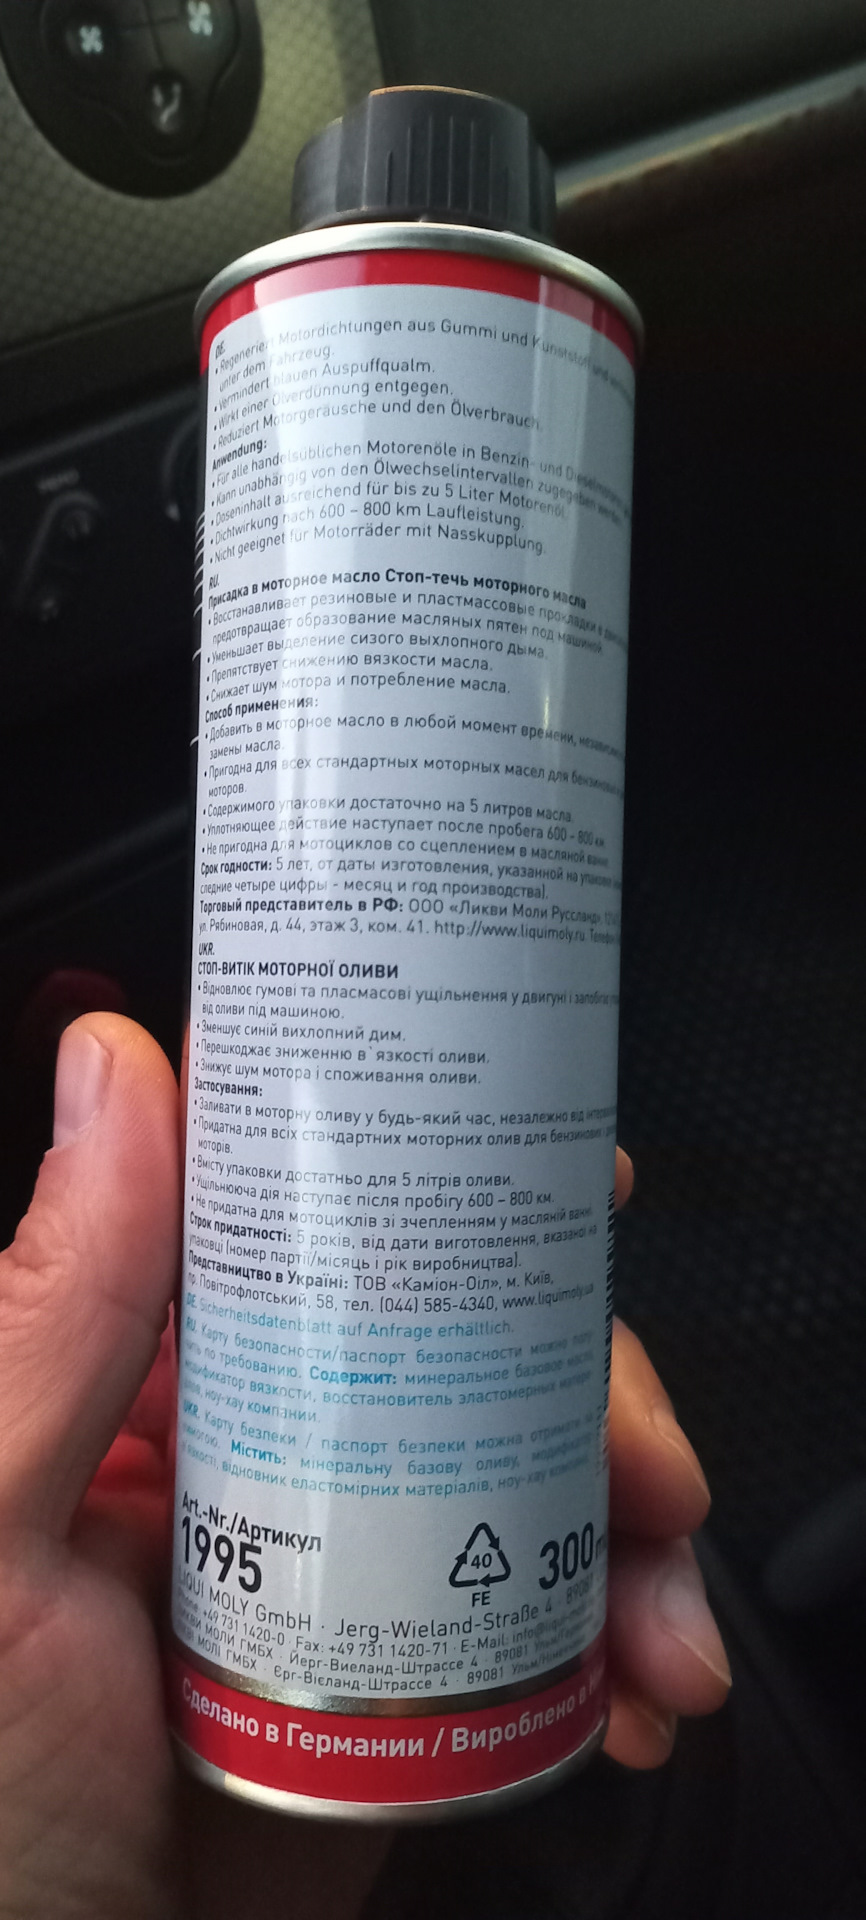 DE.
• Regeneriert Motordichtungen aus Gummi und Kunststoff und
unter dem Fahrzeug.
• Vermindert blauen Auspuffqualm.
• Wirkt einer Ölverdünnung entgegen.
• Reduziert Motorgeräusche und den Ölverbrauch.
Anwendung:
• Für alle handelsüblichen Motorenöle in Benzin- und
• Kann unabhängig von den Ölwechselintervallen zugegeben werden.
• Doseninhalt ausreichend für bis zu 5 Liter Motorenöl.
• Dichtwirkung nach 600 – 800 km Laufleistung.
• Nicht geeignet für Motorräder mit Nasskupplung.
RU.
Присадка в моторное масло Стоп-течь моторного масла
• Восстанавливает резиновые и пластмассовые прокладки в
предотвращает образование масляных пятен под машиной.
• Уменьшает выделение сизого выхлопного дыма.
• Препятствует снижению вязкости масла.
• Снижает шум мотора и потребление масла.
Способ применения:
• Добавить в моторное масло в любой момент времени,
замены масла.
• Пригодна для всех стандартных моторных масел для бензиновых
моторов.
• Содержимого упаковки достаточно на 5 литров масла.
• Уплотняющее действие наступает после пробега 600 – 800 км
• Не пригодна для мотоциклов со сцеплением в масляной ванне.
Срок годности: 5 лет, от даты изготовления, указанной на упаковке
следние четыре цифры - месяц и год производства).
Торговый представитель в РФ: ООО «Ликви Моли Руссланд»,
ул. Рябиновая, д. 44, этаж 3, ком. 41. http://www.liquimoly.ru.
UKR.
СТОП-ВИТІК МОТОРНОЇ ОЛИВИ
• Відновлює гумові та пласмасові ущільнення у двигуні і
від оливи під машиною.
• Зменшує синій вихлопний дим.
• Перешкоджає зниженню в`язкості оливи.
• Знижує шум мотора і споживання оливи.
Застосування:
• Заливати в моторну оливу у будь-який час, незалежно від
• Придатна для всіх стандартних моторних олив для бензинових і
моторів.
• Вмісту упаковки достатньо для 5 літрів оливи.
• Ущільнююча дія наступає після пробігу 600 – 800 км.
• Не придатна для мотоциклів зі зчепленням у масляній ванні.
Строк придатності: 5 років, від дати виготовлення, вказаної на
упаковці (номер партії/місяць і рік виробництва).
Представництво в Україні: ТОВ «Каміон-Оіл», м. Київ,
пр. Повітрофлотський, 58, тел. (044) 585-4340, www.liquimoly.ua
DE. Sicherheitsdatenblatt auf Anfrage erhältlich.
RU. Карту безопасности/паспорт безопасности можно
чить по требованию. Содержит: минеральное базовое масло,
модификатор вязкости, восстановитель эластомерных
ноу-хау компании.
UKR. Карту безпеки / паспорт безпеки можна отримати
Містить: мінеральну базову оливу,
відновник еластомірних матеріалів, ноу-хау
Art.-Nr./Артикул
1995
40
FE
300
LIQUI MOLY GmbH · Jerg-Wieland-Straße 4 · 89081
Phone: +49 731 1420-0 · Fax: +49 731 1420-71 · E-Mail:
ЛИКВИ МОЛИ ГМБХ · Йерг-Виеланд-Штрассе 4 · 89081 Ульм/
ЛІКВІ МОЛІ ГМБХ · Єрг-Вієланд-Штрассе 4 · 89081 Ульм/
Сделано в Германии / Вироблено в